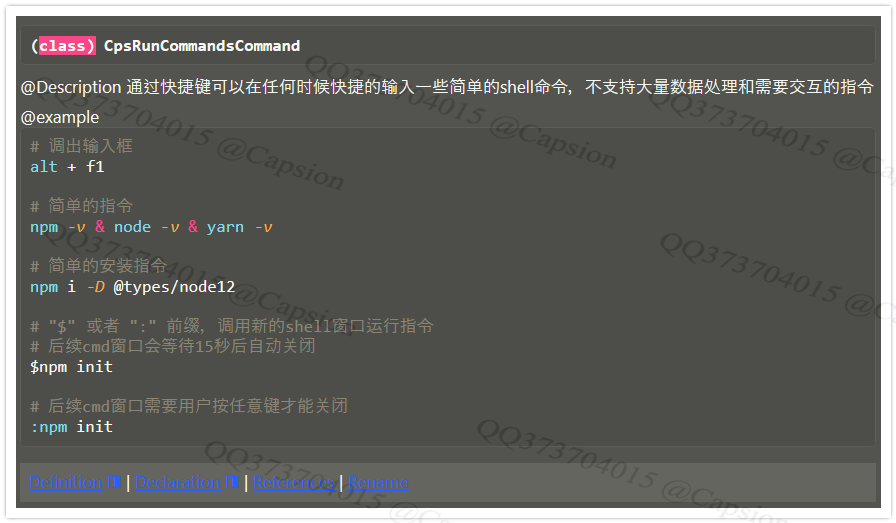 (class) CpsRunCommandsCommand
@Description 通过快捷键可以在任何时候快捷的输入一些简单的shell命令，不支持大量数据处理和需要交互的指令
@example
# 调出输入框
alt + f1
# 简单的指令
npm -v & node -v & yarn -v
# 简单的安装指令
npm i -D @types/node12
# "$" 或者 ":" 前缀，调用新的shell窗口运行指令
# 后续cmd窗口会等待15秒后自动关闭
$npm init
# 后续cmd窗口需要用户按任意键才能关闭
:npm init
Definition | Declaration | References | Rename
QQ373704015 @Capsion
QQ373704015 @Capsion
QQ373704015 @Capsion
QQ373704015 @Capsion
QQ373704015 @Capsion
QQ373704015 @Capsion
QQ373704015 @Capsion